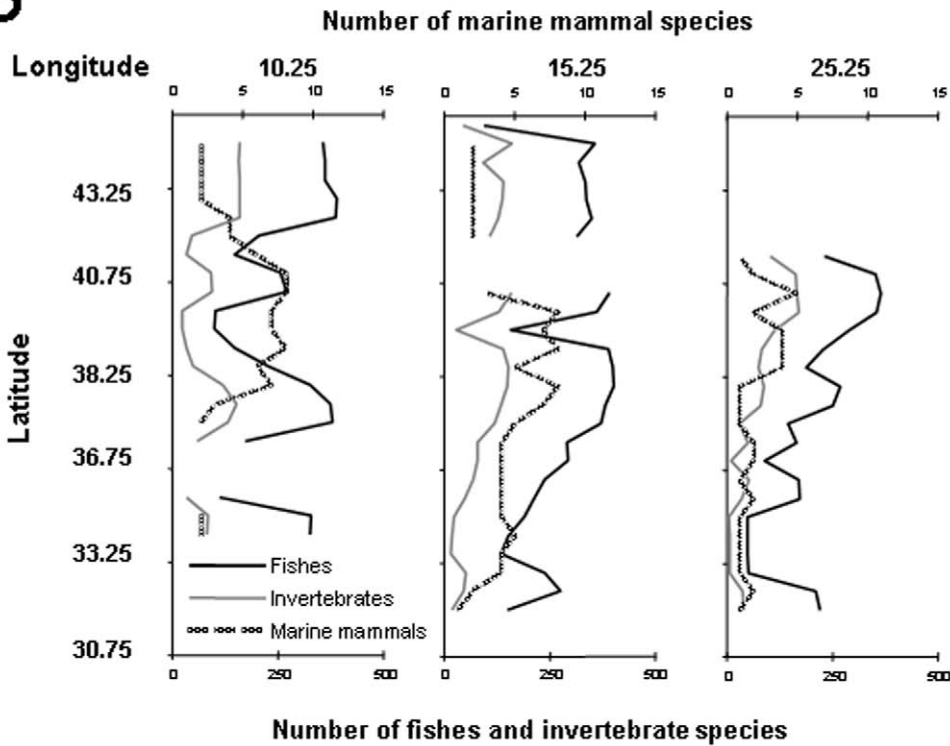 Number of marine mammal species
Longitude 10.25 15.25 25.25
0 5 10 15 0 5 10 15 0 5 10 15
43.25
40.75
38.25
36.75
33.25
30.75
Latitude
Fishes
Invertebrates
Marine mammals
0 250 500 0 250 500 0 250 500
Number of fishes and invertebrate species